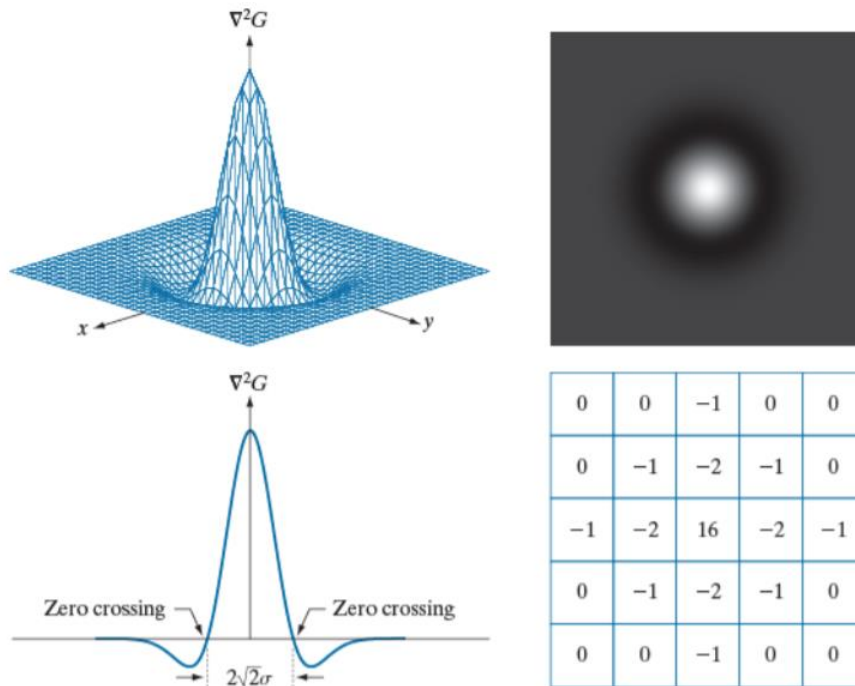 ∇²G
x
y
∇²G
Zero crossing
Zero crossing
2√2σ
0 0 −1 0 0
0 −1 −2 −1 0
−1 −2 16 −2 −1
0 −1 −2 −1 0
0 0 −1 0 0